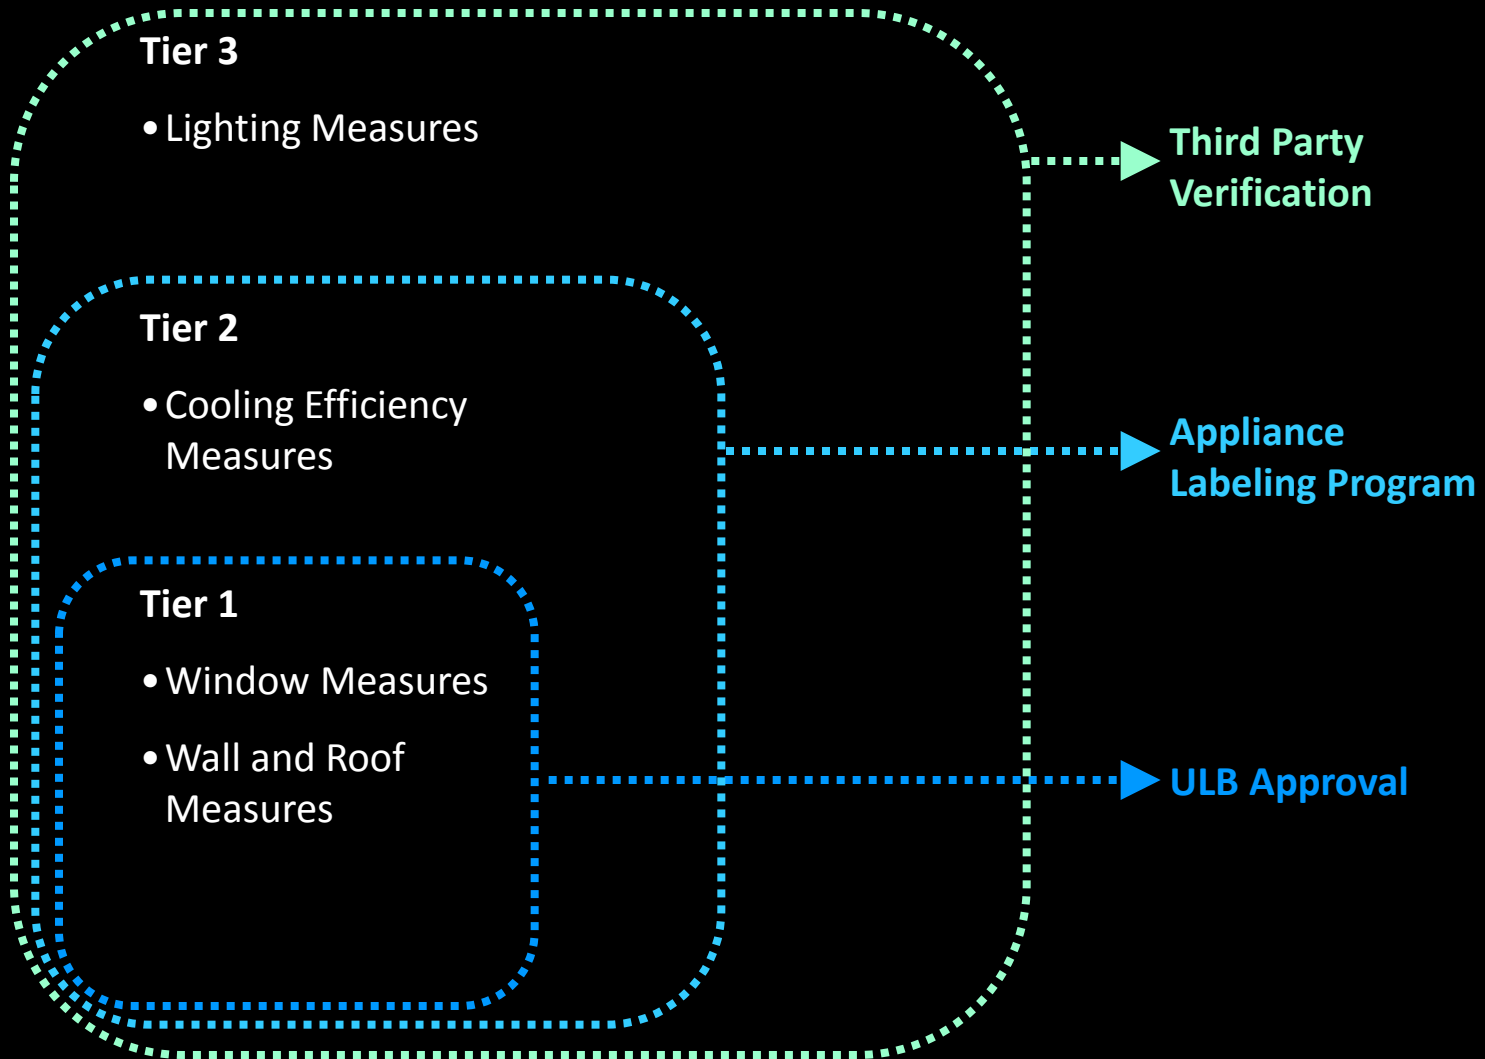 Tier 3
• Lighting Measures
Third Party
Verification
Tier 2
• Cooling Efficiency
Measures
Appliance
Labeling Program
Tier 1
• Window Measures
• Wall and Roof
Measures
ULB Approval